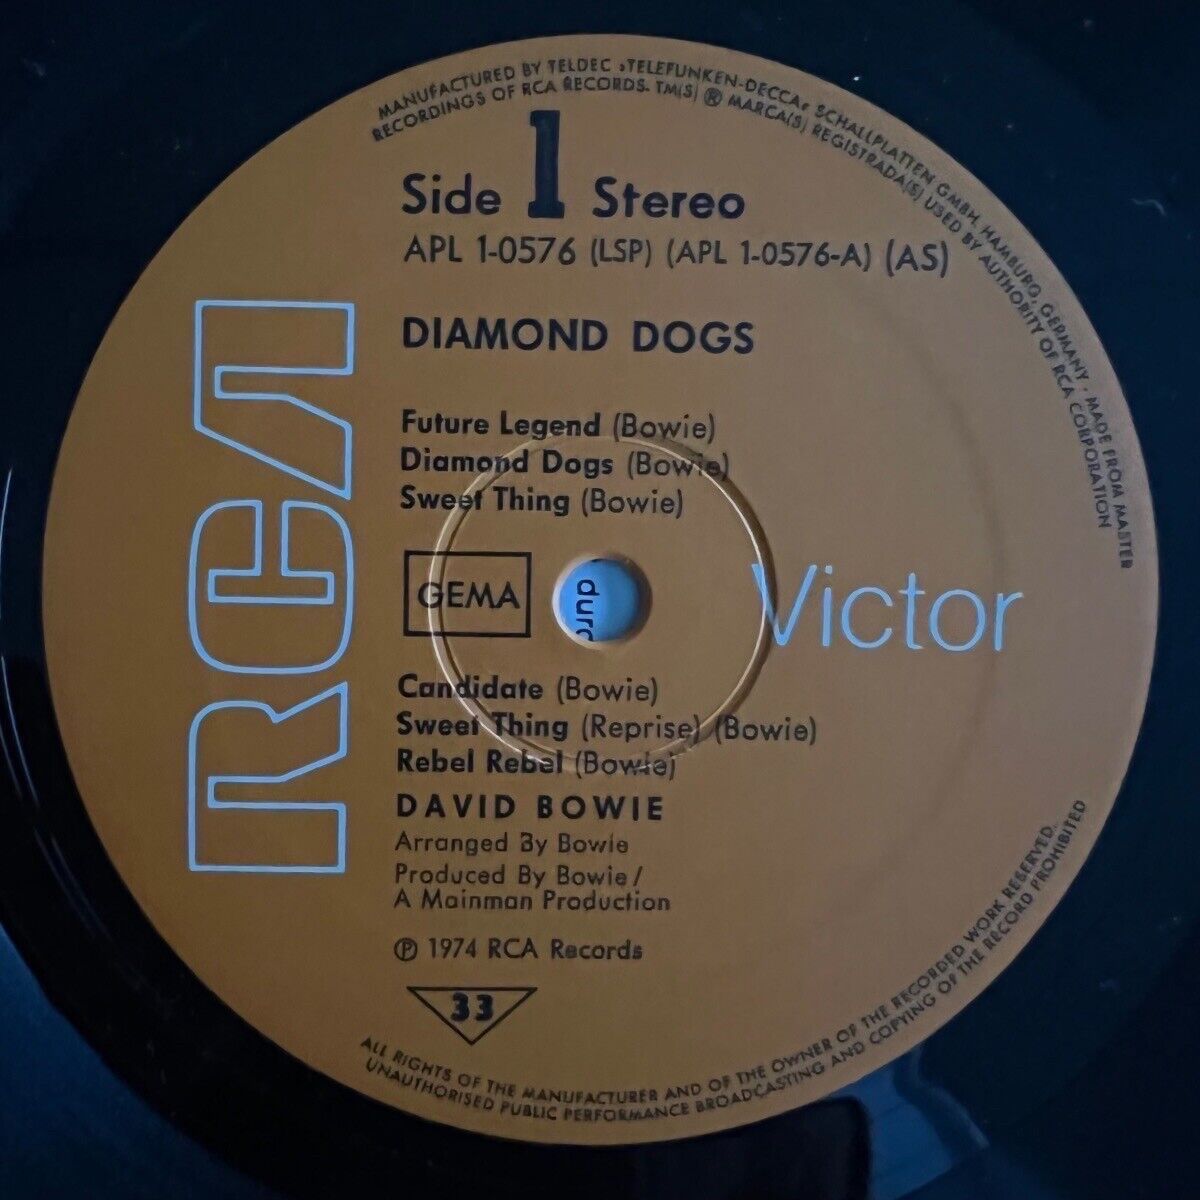 MANUFACTURED BY TELDEC »TELEFUNKEN-DECCA« SCHALLPLATTEN GMBH, HAMBURG, GERMANY · MADE FROM MASTER
RECORDINGS OF RCA RECORDS. TM(S) ® MARCA(S) REGISTRADA(S) USED BY AUTHORITY OF RCA CORPORATION
Side 1 Stereo
APL 1-0576 (LSP) (APL 1-0576-A) (AS)
DIAMOND DOGS
Future Legend (Bowie)
Diamond Dogs (Bowie)
Sweet Thing (Bowie)
RCA
GEMA
Victor
Candidate (Bowie)
Sweet Thing (Reprise) (Bowie)
Rebel Rebel (Bowie)
DAVID BOWIE
Arranged By Bowie
Produced By Bowie/
A Mainman Production
℗ 1974 RCA Records
33
ALL RIGHTS OF THE MANUFACTURER AND OF THE OWNER OF THE RECORDED WORK RESERVED.
UNAUTHORISED PUBLIC PERFORMANCE BROADCASTING AND COPYING OF THE RECORD PROHIBITED